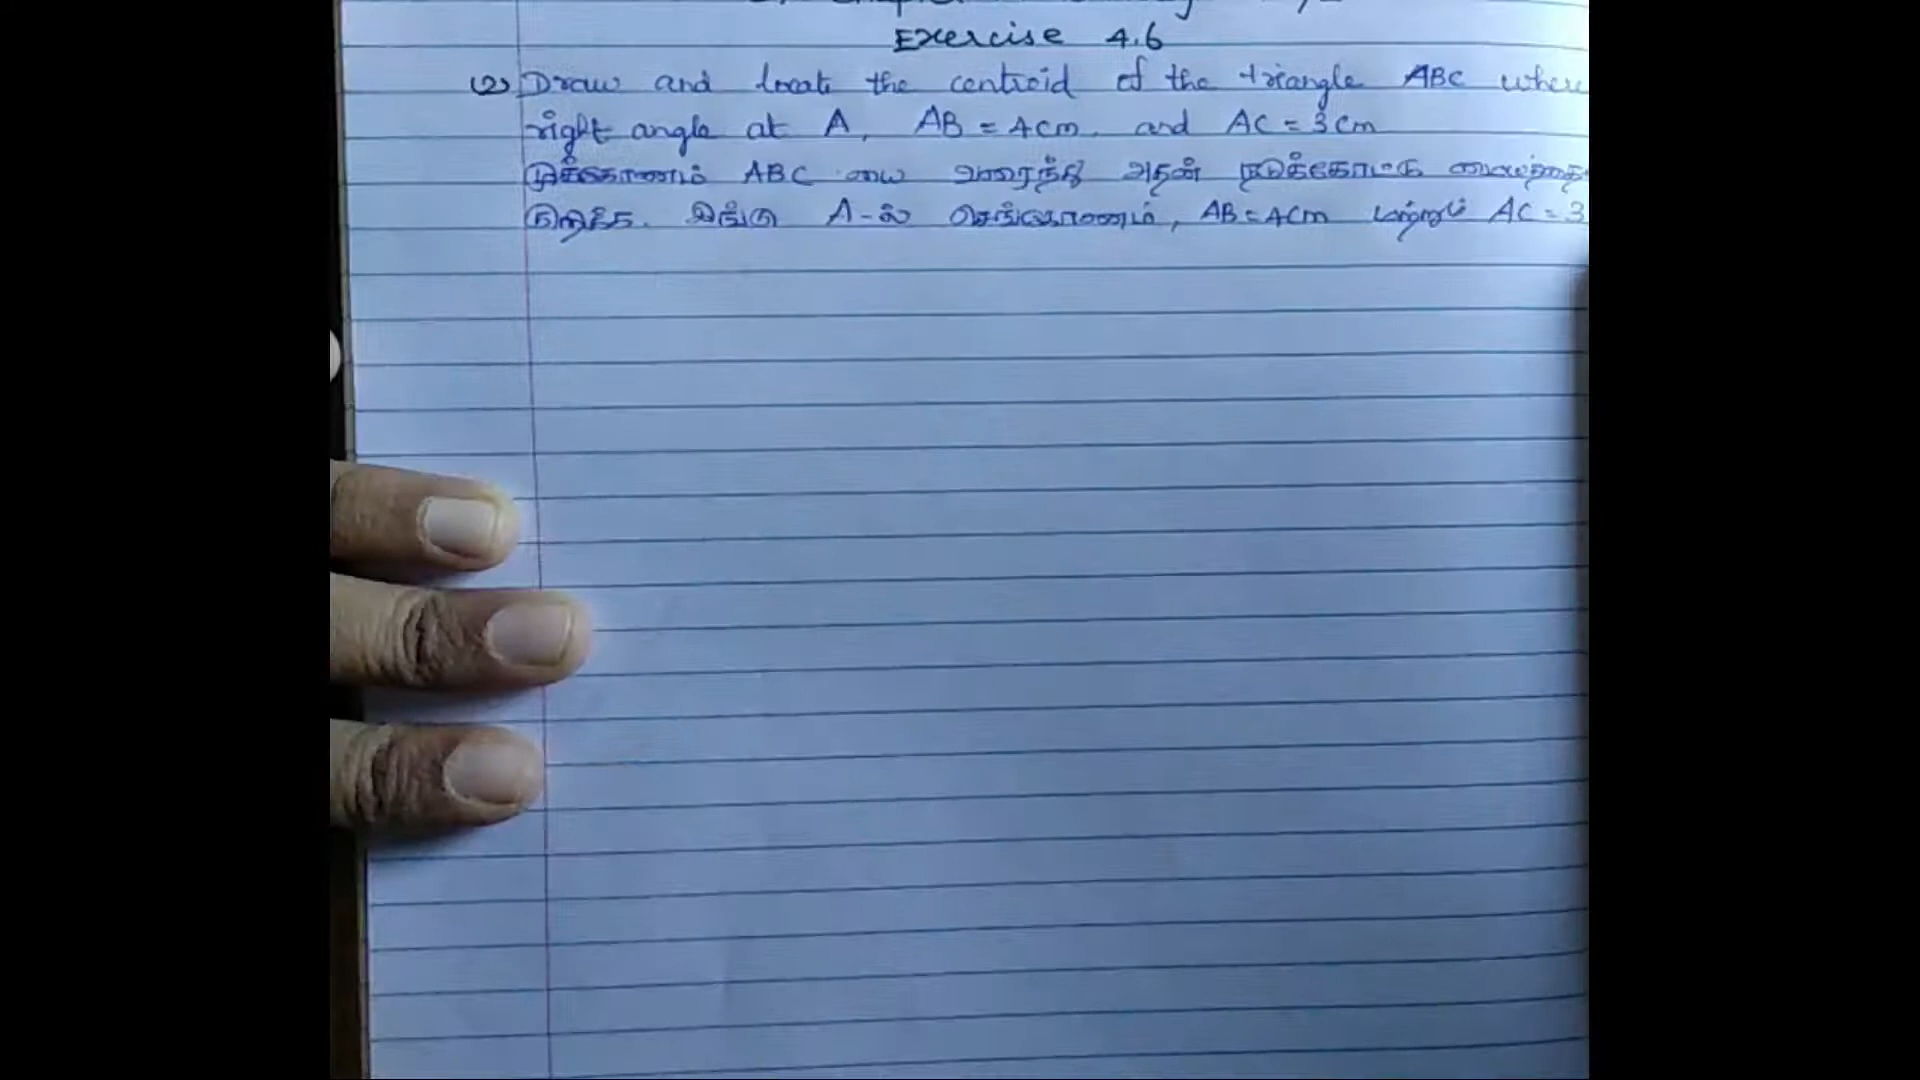 Exercise 4.6
(2) Draw and locate the centroid of the triangle ABC where
right angle at A, AB = 4cm, and AC = 3cm
முக்கோணம் ABC யை வரைந்து அதன் நடுக்கோட்டு மையத்தை
குறிக்க. இங்கு A-ல் செங்கோணம், AB = 4cm மற்றும் AC = 3